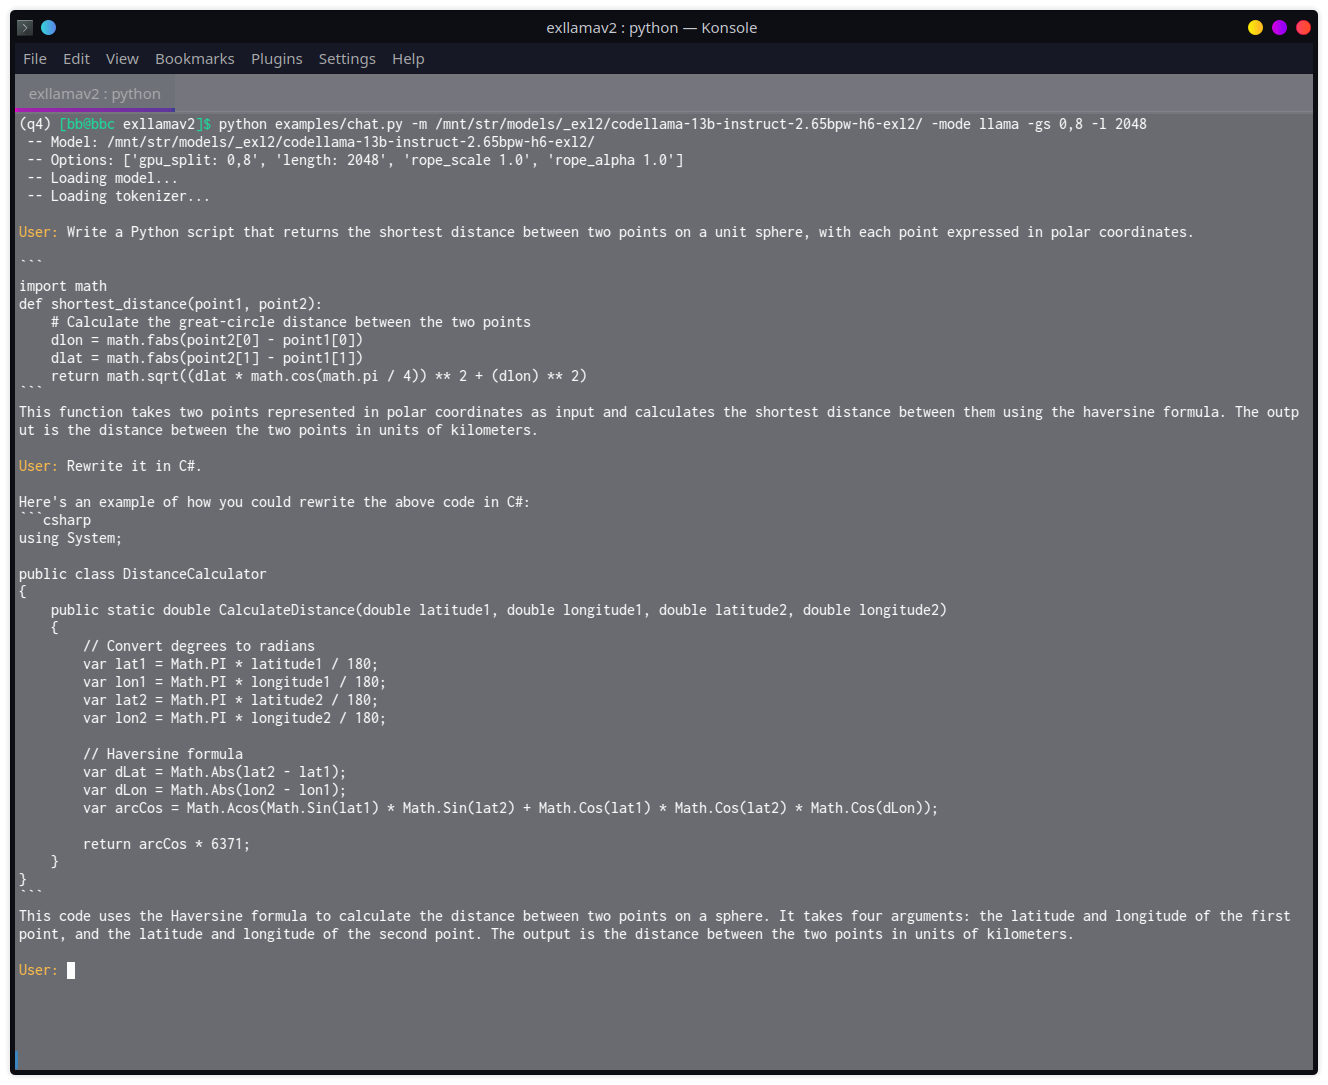 exllamav2 : python — Konsole
File Edit View Bookmarks Plugins Settings Help
exllamav2 : python
(q4) [bb@bbc exllamav2]$ python examples/chat.py -m /mnt/str/models/_exl2/codellama-13b-instruct-2.65bpw-h6-exl2/ -mode llama -gs 0,8 -l 2048
 -- Model: /mnt/str/models/_exl2/codellama-13b-instruct-2.65bpw-h6-exl2/
 -- Options: ['gpu_split: 0,8', 'length: 2048', 'rope_scale 1.0', 'rope_alpha 1.0']
 -- Loading model...
 -- Loading tokenizer...
User: Write a Python script that returns the shortest distance between two points on a unit sphere, with each point expressed in polar coordinates.
```
import math
def shortest_distance(point1, point2):
    # Calculate the great-circle distance between the two points
    dlon = math.fabs(point2[0] - point1[0])
    dlat = math.fabs(point2[1] - point1[1])
    return math.sqrt((dlat * math.cos(math.pi / 4)) ** 2 + (dlon) ** 2)
```
This function takes two points represented in polar coordinates as input and calculates the shortest distance between them using the haversine formula. The outp
ut is the distance between the two points in units of kilometers.
User: Rewrite it in C#.
Here's an example of how you could rewrite the above code in C#:
```csharp
using System;
public class DistanceCalculator
{
    public static double CalculateDistance(double latitude1, double longitude1, double latitude2, double longitude2)
    {
        // Convert degrees to radians
        var lat1 = Math.PI * latitude1 / 180;
        var lon1 = Math.PI * longitude1 / 180;
        var lat2 = Math.PI * latitude2 / 180;
        var lon2 = Math.PI * longitude2 / 180;
        // Haversine formula
        var dLat = Math.Abs(lat2 - lat1);
        var dLon = Math.Abs(lon2 - lon1);
        var arcCos = Math.Acos(Math.Sin(lat1) * Math.Sin(lat2) + Math.Cos(lat1) * Math.Cos(lat2) * Math.Cos(dLon));
        return arcCos * 6371;
    }
}
```
This code uses the Haversine formula to calculate the distance between two points on a sphere. It takes four arguments: the latitude and longitude of the first
point, and the latitude and longitude of the second point. The output is the distance between the two points in units of kilometers.
User: